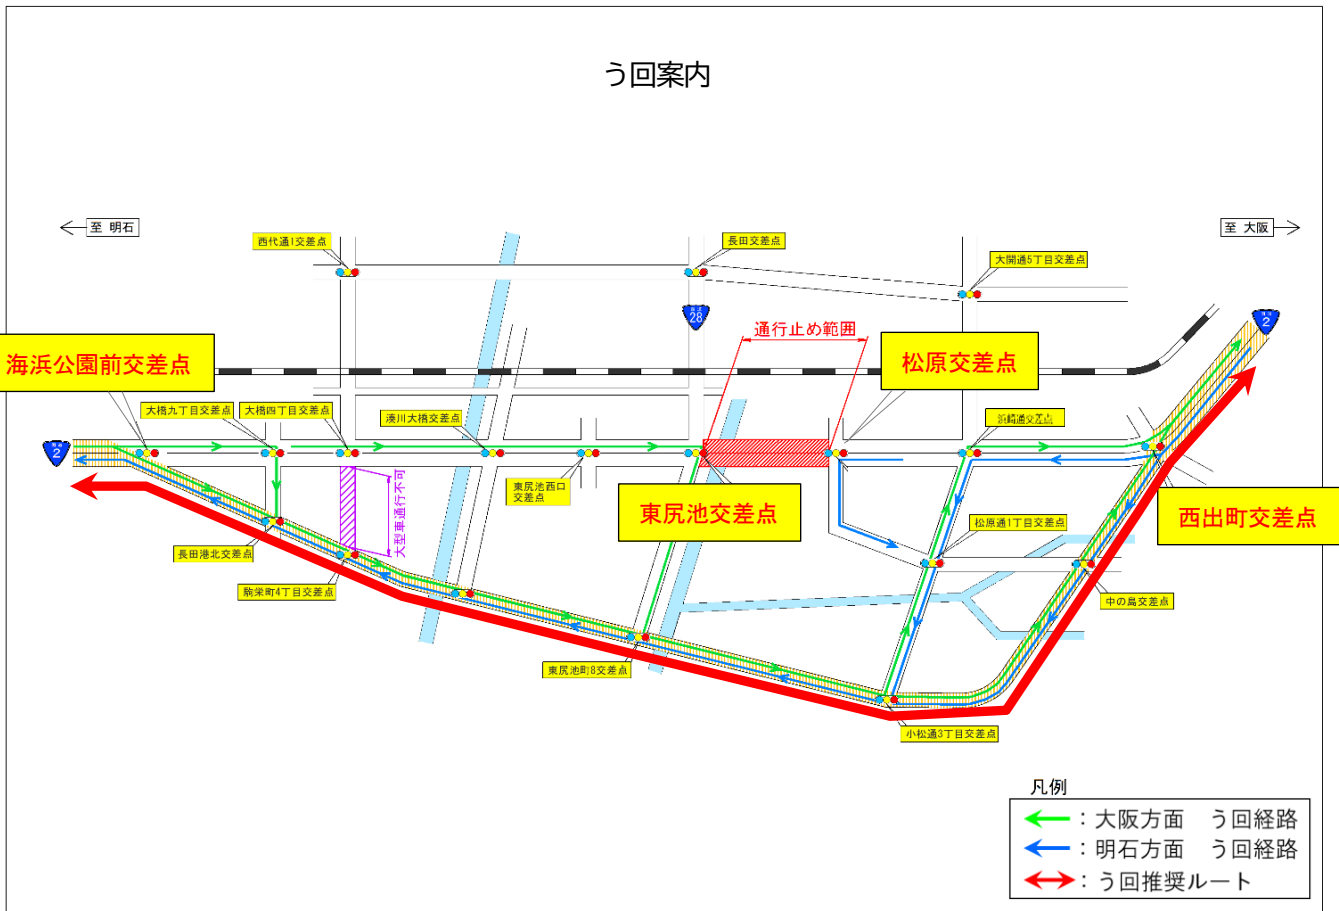 う回案内
至 明石
至 大阪
西代通1交差点
長田交差点
大開通5丁目交差点
28
2
通行止め範囲
海浜公園前交差点
松原交差点
大橋九丁目交差点
大橋四丁目交差点
湊川大橋交差点
浜崎通交差点
2
東尻池西口
交差点
大型車通行不可
東尻池交差点
西出町交差点
松原通1丁目交差点
長田港北交差点
駒栄町4丁目交差点
中の島交差点
東尻池町8交差点
小松通3丁目交差点
凡例
：大阪方面　う回経路
：明石方面　う回経路
：う回推奨ルート